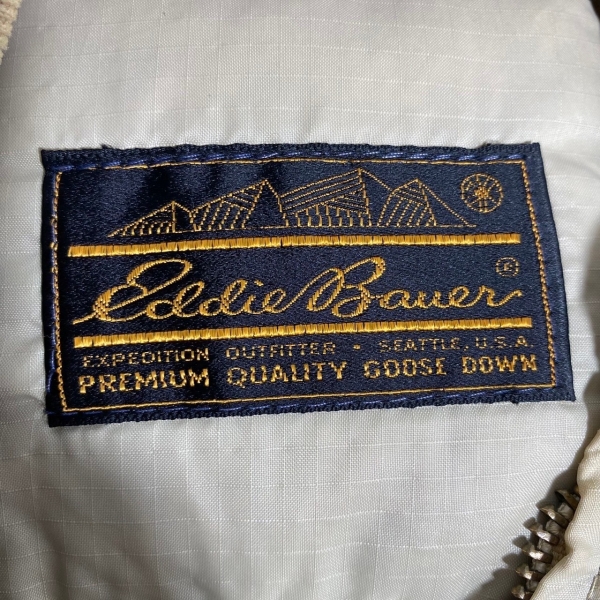 Eddie Bauer ®
EXPEDITION OUTFITTER - SEATTLE, U.S.A.
PREMIUM QUALITY GOOSE DOWN